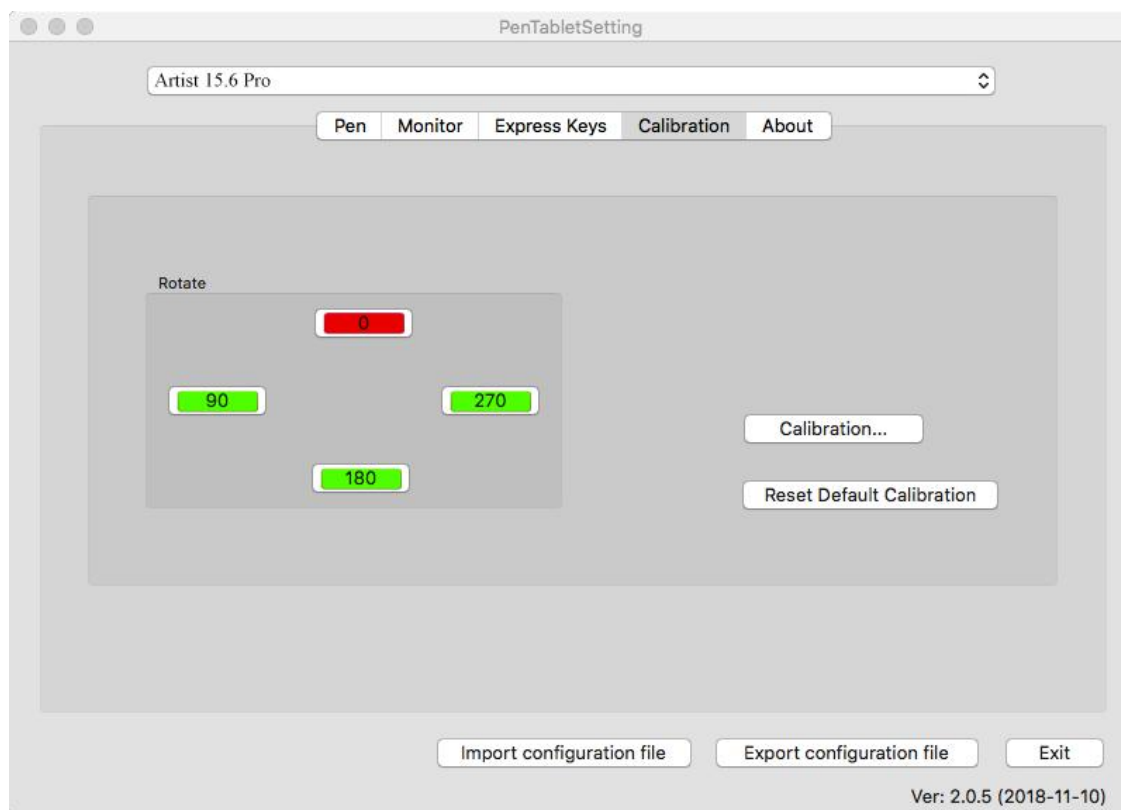 PenTabletSetting
Artist 15.6 Pro
Pen Monitor Express Keys Calibration About
Rotate
0
90 270
Calibration...
180
Reset Default Calibration
Import configuration file Export configuration file Exit
Ver: 2.0.5 (2018-11-10)